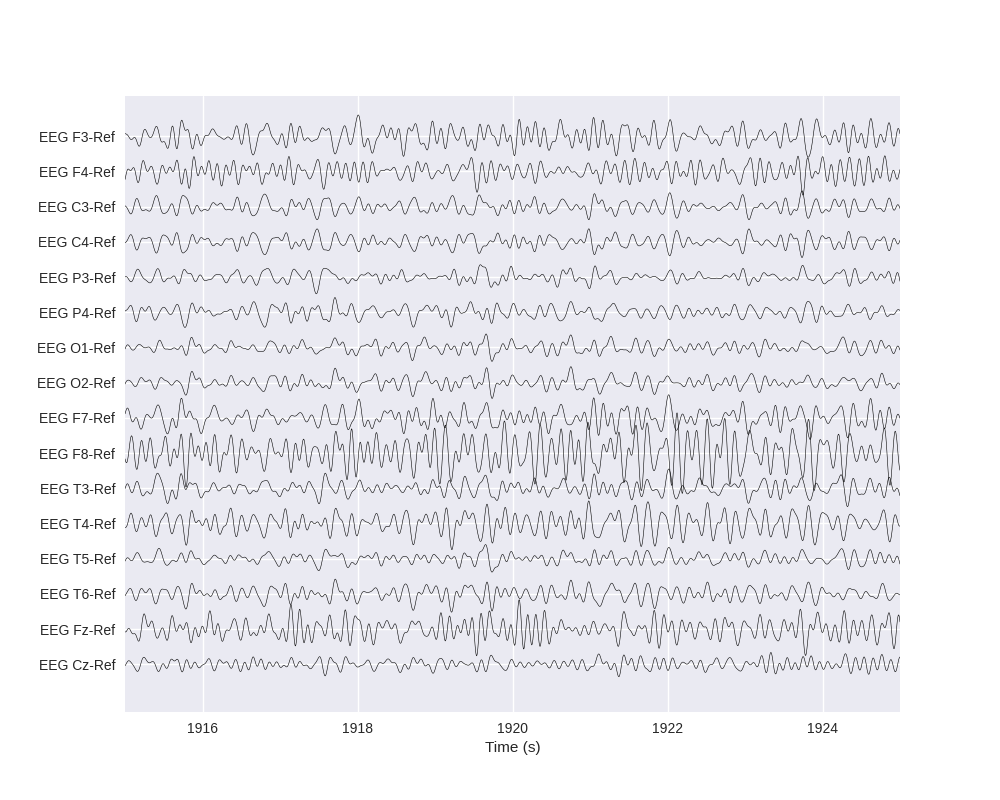 EEG F3-Ref
EEG F4-Ref
EEG C3-Ref
EEG C4-Ref
EEG P3-Ref
EEG P4-Ref
EEG O1-Ref
EEG O2-Ref
EEG F7-Ref
EEG F8-Ref
EEG T3-Ref
EEG T4-Ref
EEG T5-Ref
EEG T6-Ref
EEG Fz-Ref
EEG Cz-Ref
1916 1918 1920 1922 1924
Time (s)